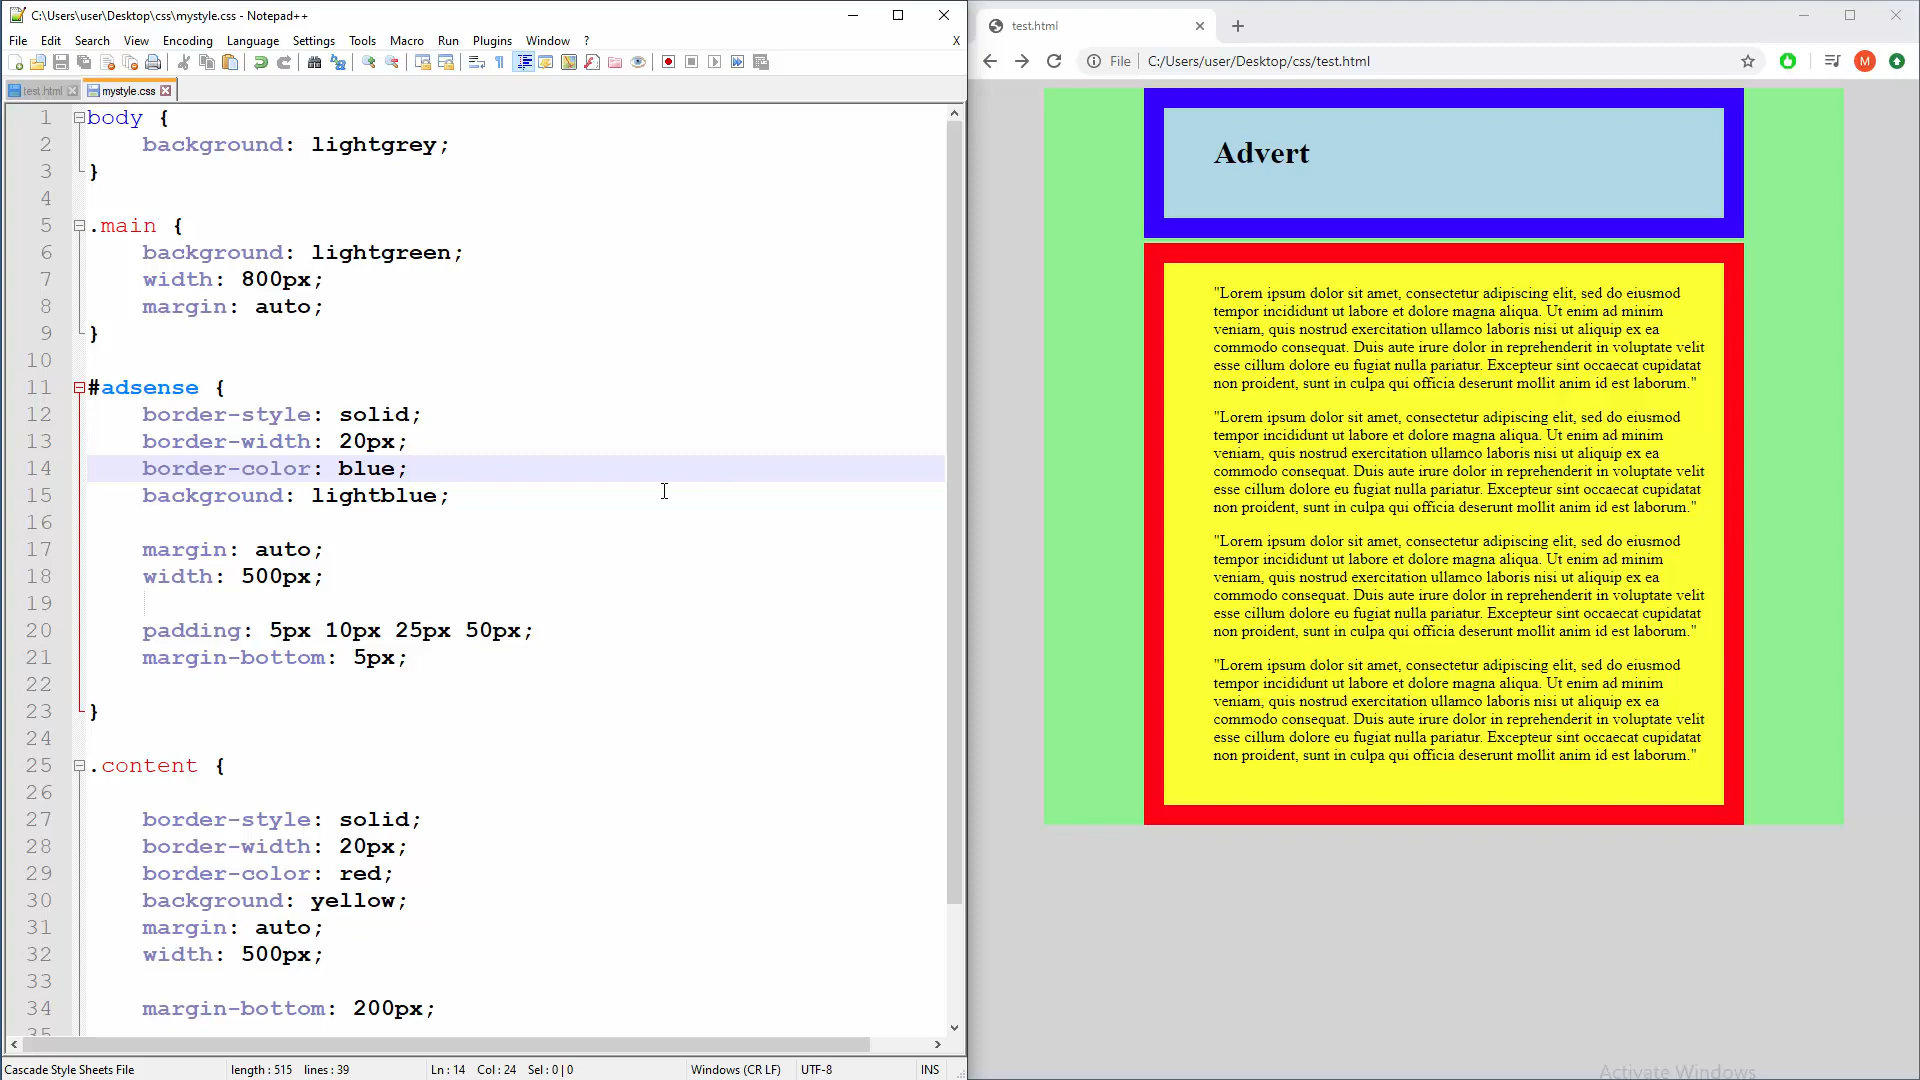 C:\Users\user\Desktop\css\mystyle.css - Notepad++
File Edit Search View Encoding Language Settings Tools Macro Run Plugins Window ? X
test.html mystyle.css
1 body {
2 background: lightgrey;
3 }
4
5 .main {
6 background: lightgreen;
7 width: 800px;
8 margin: auto;
9 }
10
11 #adsense {
12 border-style: solid;
13 border-width: 20px;
14 border-color: blue;
15 background: lightblue;
16
17 margin: auto;
18 width: 500px;
19
20 padding: 5px 10px 25px 50px;
21 margin-bottom: 5px;
22
23 }
24
25 .content {
26
27 border-style: solid;
28 border-width: 20px;
29 border-color: red;
30 background: yellow;
31 margin: auto;
32 width: 500px;
33
34 margin-bottom: 200px;
35
Cascade Style Sheets File length : 515 lines : 39 Ln : 14 Col : 24 Sel : 0 | 0 Windows (CR LF) UTF-8 INS
test.html
File C:/Users/user/Desktop/css/test.html M
Advert
"Lorem ipsum dolor sit amet, consectetur adipiscing elit, sed do eiusmod
tempor incididunt ut labore et dolore magna aliqua. Ut enim ad minim
veniam, quis nostrud exercitation ullamco laboris nisi ut aliquip ex ea
commodo consequat. Duis aute irure dolor in reprehenderit in voluptate velit
esse cillum dolore eu fugiat nulla pariatur. Excepteur sint occaecat cupidatat
non proident, sunt in culpa qui officia deserunt mollit anim id est laborum."
"Lorem ipsum dolor sit amet, consectetur adipiscing elit, sed do eiusmod
tempor incididunt ut labore et dolore magna aliqua. Ut enim ad minim
veniam, quis nostrud exercitation ullamco laboris nisi ut aliquip ex ea
commodo consequat. Duis aute irure dolor in reprehenderit in voluptate velit
esse cillum dolore eu fugiat nulla pariatur. Excepteur sint occaecat cupidatat
non proident, sunt in culpa qui officia deserunt mollit anim id est laborum."
"Lorem ipsum dolor sit amet, consectetur adipiscing elit, sed do eiusmod
tempor incididunt ut labore et dolore magna aliqua. Ut enim ad minim
veniam, quis nostrud exercitation ullamco laboris nisi ut aliquip ex ea
commodo consequat. Duis aute irure dolor in reprehenderit in voluptate velit
esse cillum dolore eu fugiat nulla pariatur. Excepteur sint occaecat cupidatat
non proident, sunt in culpa qui officia deserunt mollit anim id est laborum."
"Lorem ipsum dolor sit amet, consectetur adipiscing elit, sed do eiusmod
tempor incididunt ut labore et dolore magna aliqua. Ut enim ad minim
veniam, quis nostrud exercitation ullamco laboris nisi ut aliquip ex ea
commodo consequat. Duis aute irure dolor in reprehenderit in voluptate velit
esse cillum dolore eu fugiat nulla pariatur. Excepteur sint occaecat cupidatat
non proident, sunt in culpa qui officia deserunt mollit anim id est laborum."
Activate Windows